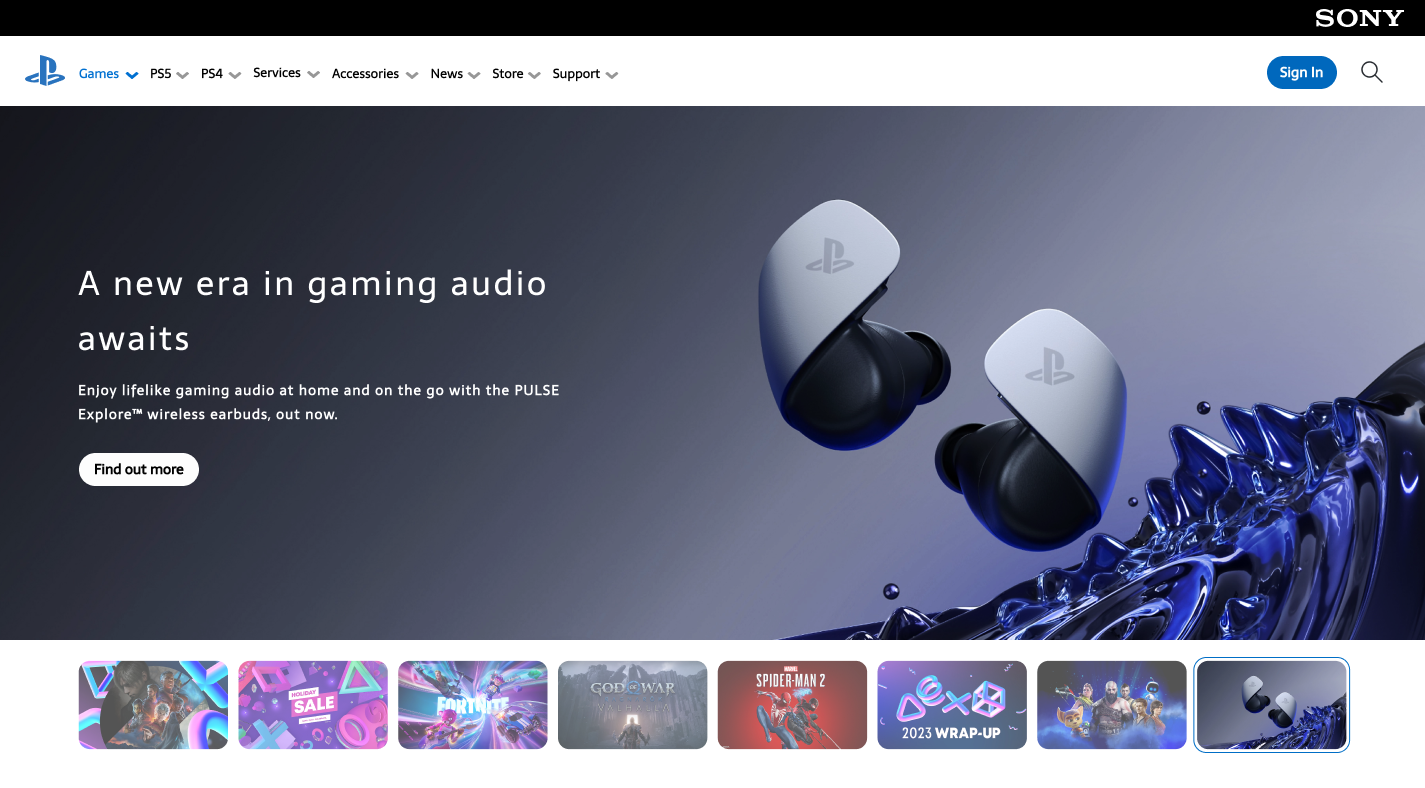 SONY
Games PS5 PS4 Services Accessories News Store Support Sign In
A new era in gaming audio
awaits
Enjoy lifelike gaming audio at home and on the go with the PULSE
Explore™ wireless earbuds, out now.
Find out more
HOLIDAY
SALE
FORTNITE
GOD OF WAR
VALHALLA
MARVEL
SPIDER-MAN 2
2023 WRAP-UP